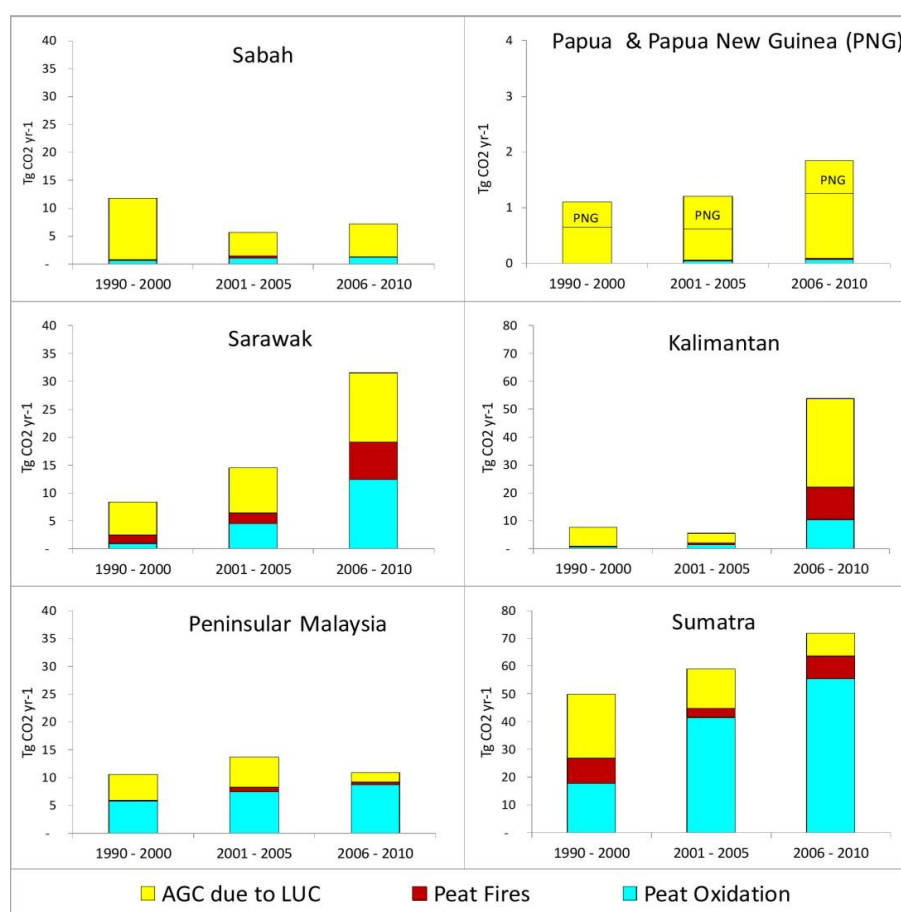 Sabah
Tg CO2 yr-1
40
35
30
25
20
15
10
5
-
1990 - 2000 2001 - 2005 2006 - 2010
Papua & Papua New Guinea (PNG)
Tg CO2 yr-1
4
3
2
1
0
PNG PNG PNG
1990 - 2000 2001 - 2005 2006 - 2010
Sarawak
Tg CO2 yr-1
40
35
30
25
20
15
10
5
-
1990 - 2000 2001 - 2005 2006 - 2010
Kalimantan
Tg CO2 yr-1
80
70
60
50
40
30
20
10
-
1990 - 2000 2001 - 2005 2006 - 2010
Peninsular Malaysia
Tg CO2 yr-1
40
35
30
25
20
15
10
5
-
1990 - 2000 2001 - 2005 2006 - 2010
Sumatra
Tg CO2 yr-1
80
70
60
50
40
30
20
10
-
1990 - 2000 2001 - 2005 2006 - 2010
AGC due to LUC Peat Fires Peat Oxidation